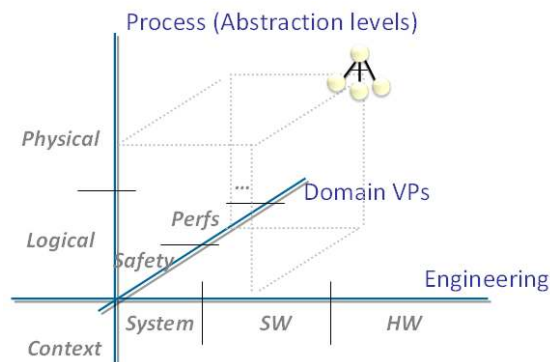 Process (Abstraction levels)
Physical
...
Domain VPs
Perfs
Logical
Safety
Engineering
System SW HW
Context